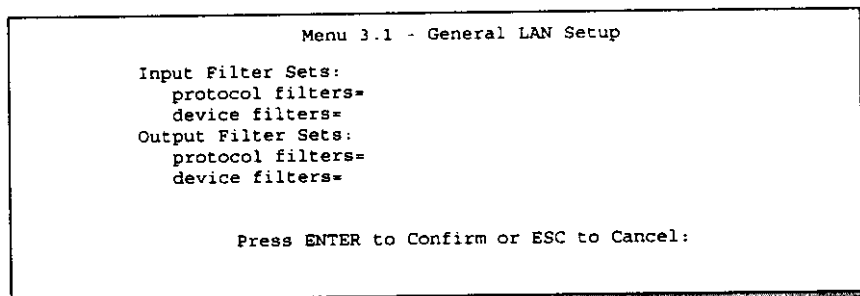 Menu 3.1 - General LAN Setup
Input Filter Sets:
protocol filters=
device filters=
Output Filter Sets:
protocol filters=
device filters=
Press ENTER to Confirm or ESC to Cancel: